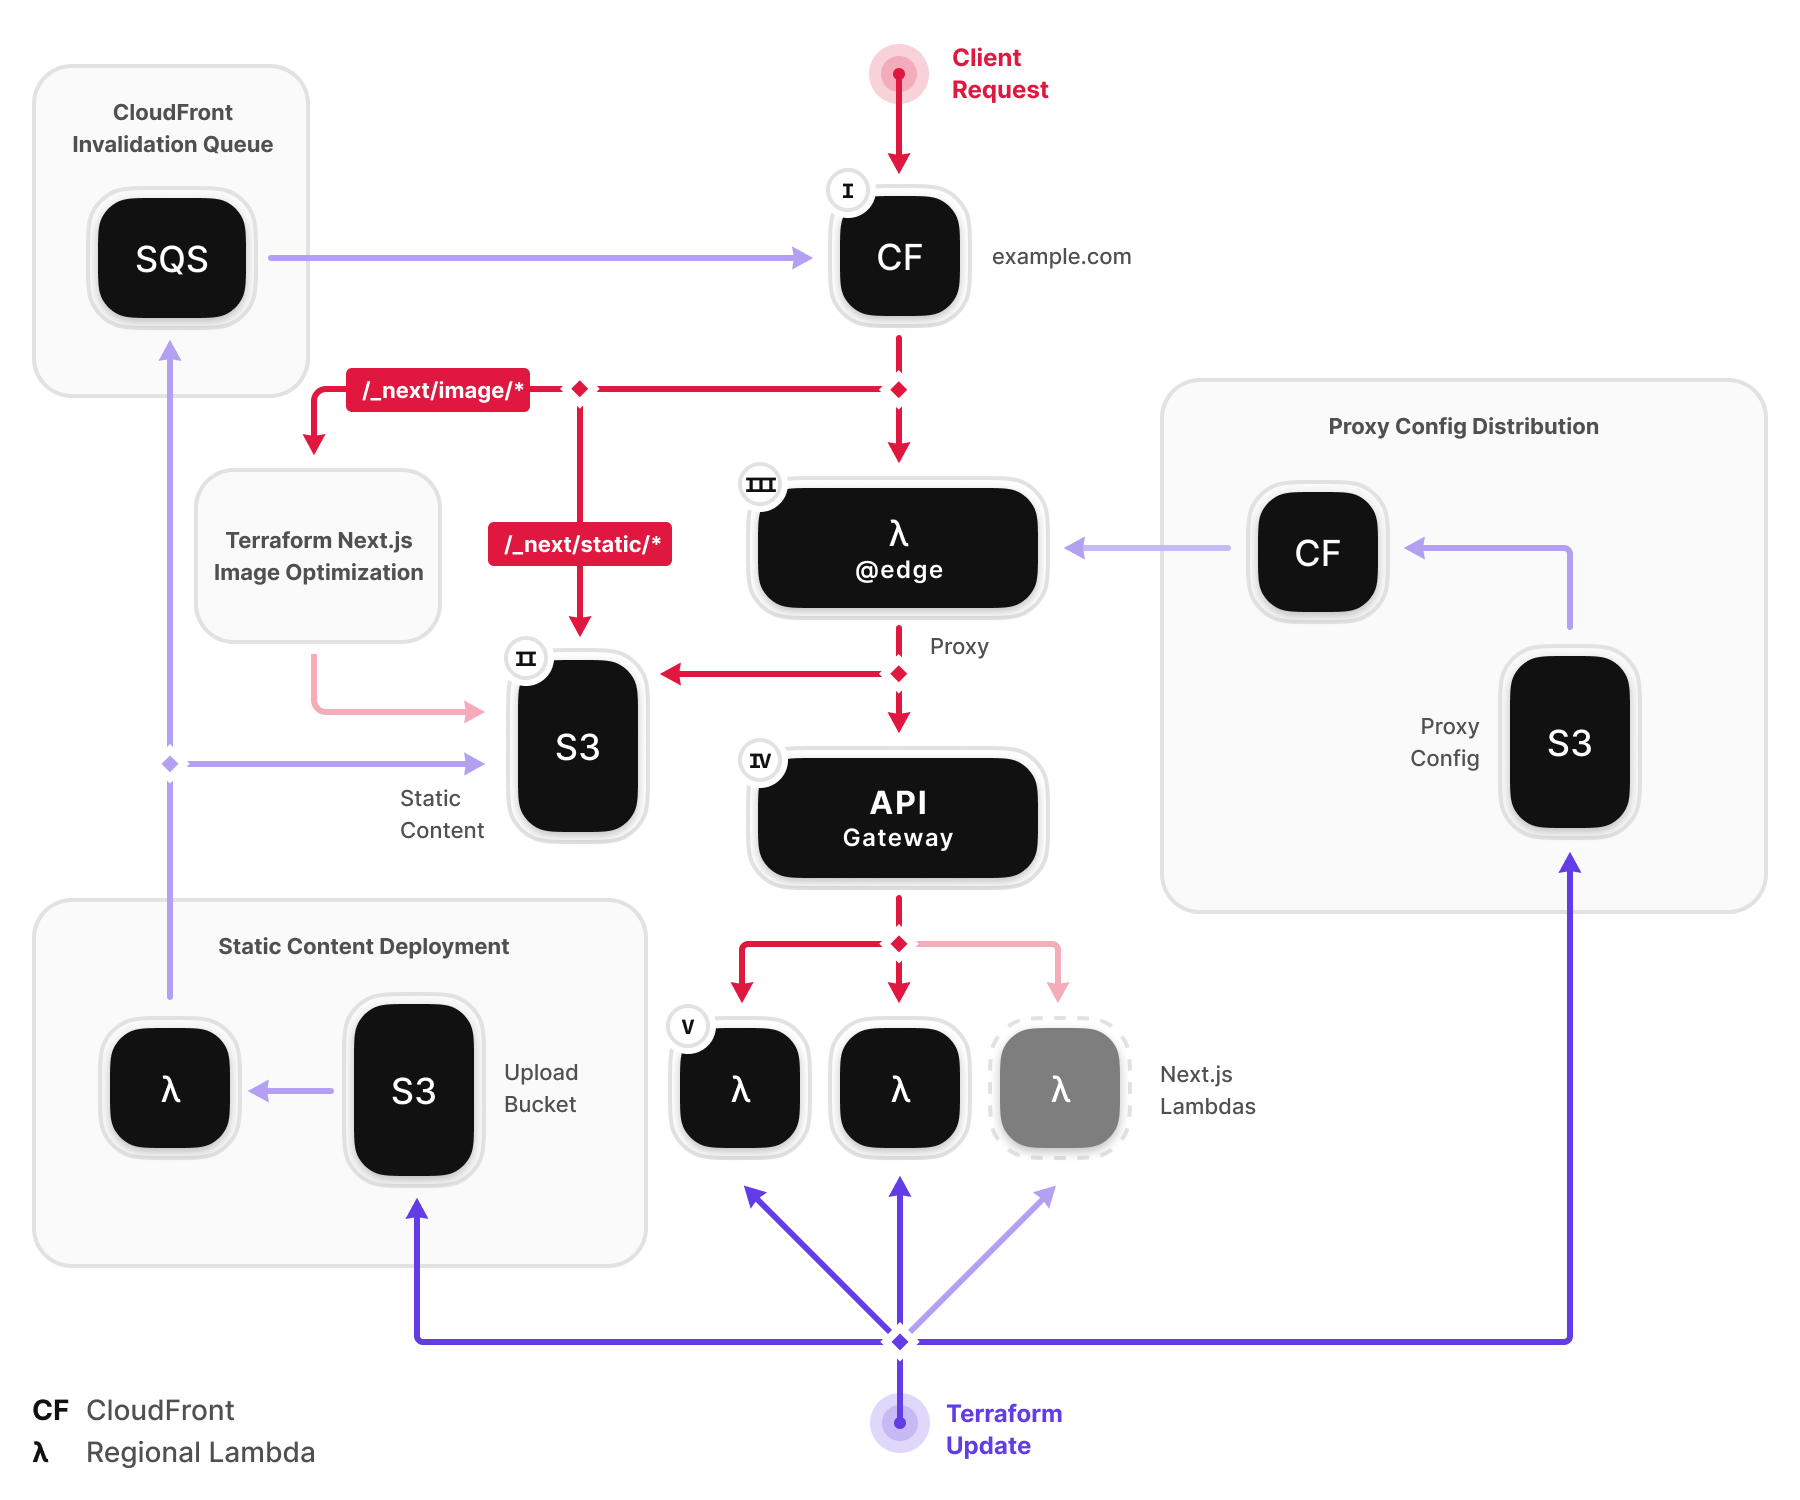 Client
Request
CloudFront
Invalidation Queue
SQS
I
CF
example.com
/_next/image/*
Proxy Config Distribution
III
λ
@edge
CF
Terraform Next.js
Image Optimization
/_next/static/*
Proxy
II
S3
Proxy
Config
S3
IV
API
Gateway
Static
Content
Static Content Deployment
λ
S3
Upload
Bucket
V
λ
λ
λ
Next.js
Lambdas
CF CloudFront
λ Regional Lambda
Terraform
Update